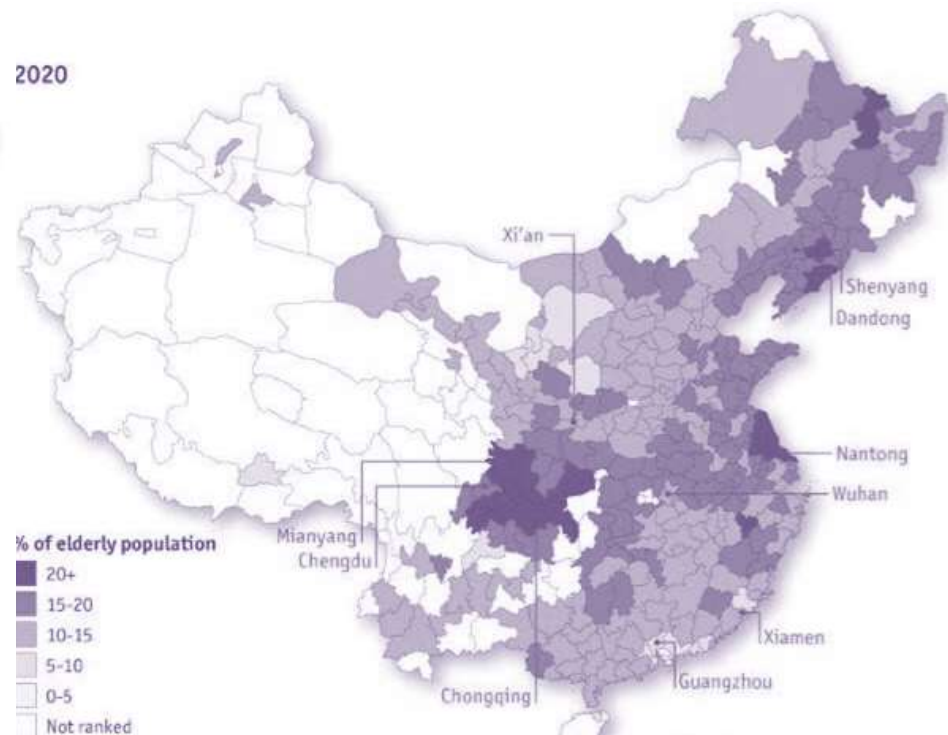 2020
Xi'an
Shenyang
Dandong
Nantong
Wuhan
Mianyang
Chengdu
% of elderly population
20+
15-20
10-15
5-10
0-5
Not ranked
Xiamen
Guangzhou
Chongqing